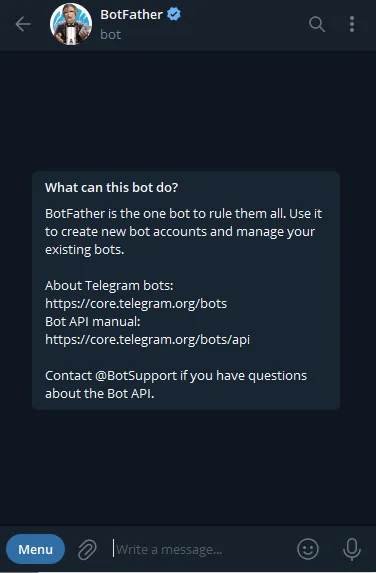 BotFather
bot
What can this bot do?
BotFather is the one bot to rule them all. Use it
to create new bot accounts and manage your
existing bots.
About Telegram bots:
https://core.telegram.org/bots
Bot API manual:
https://core.telegram.org/bots/api
Contact @BotSupport if you have questions
about the Bot API.
Menu
Write a message...